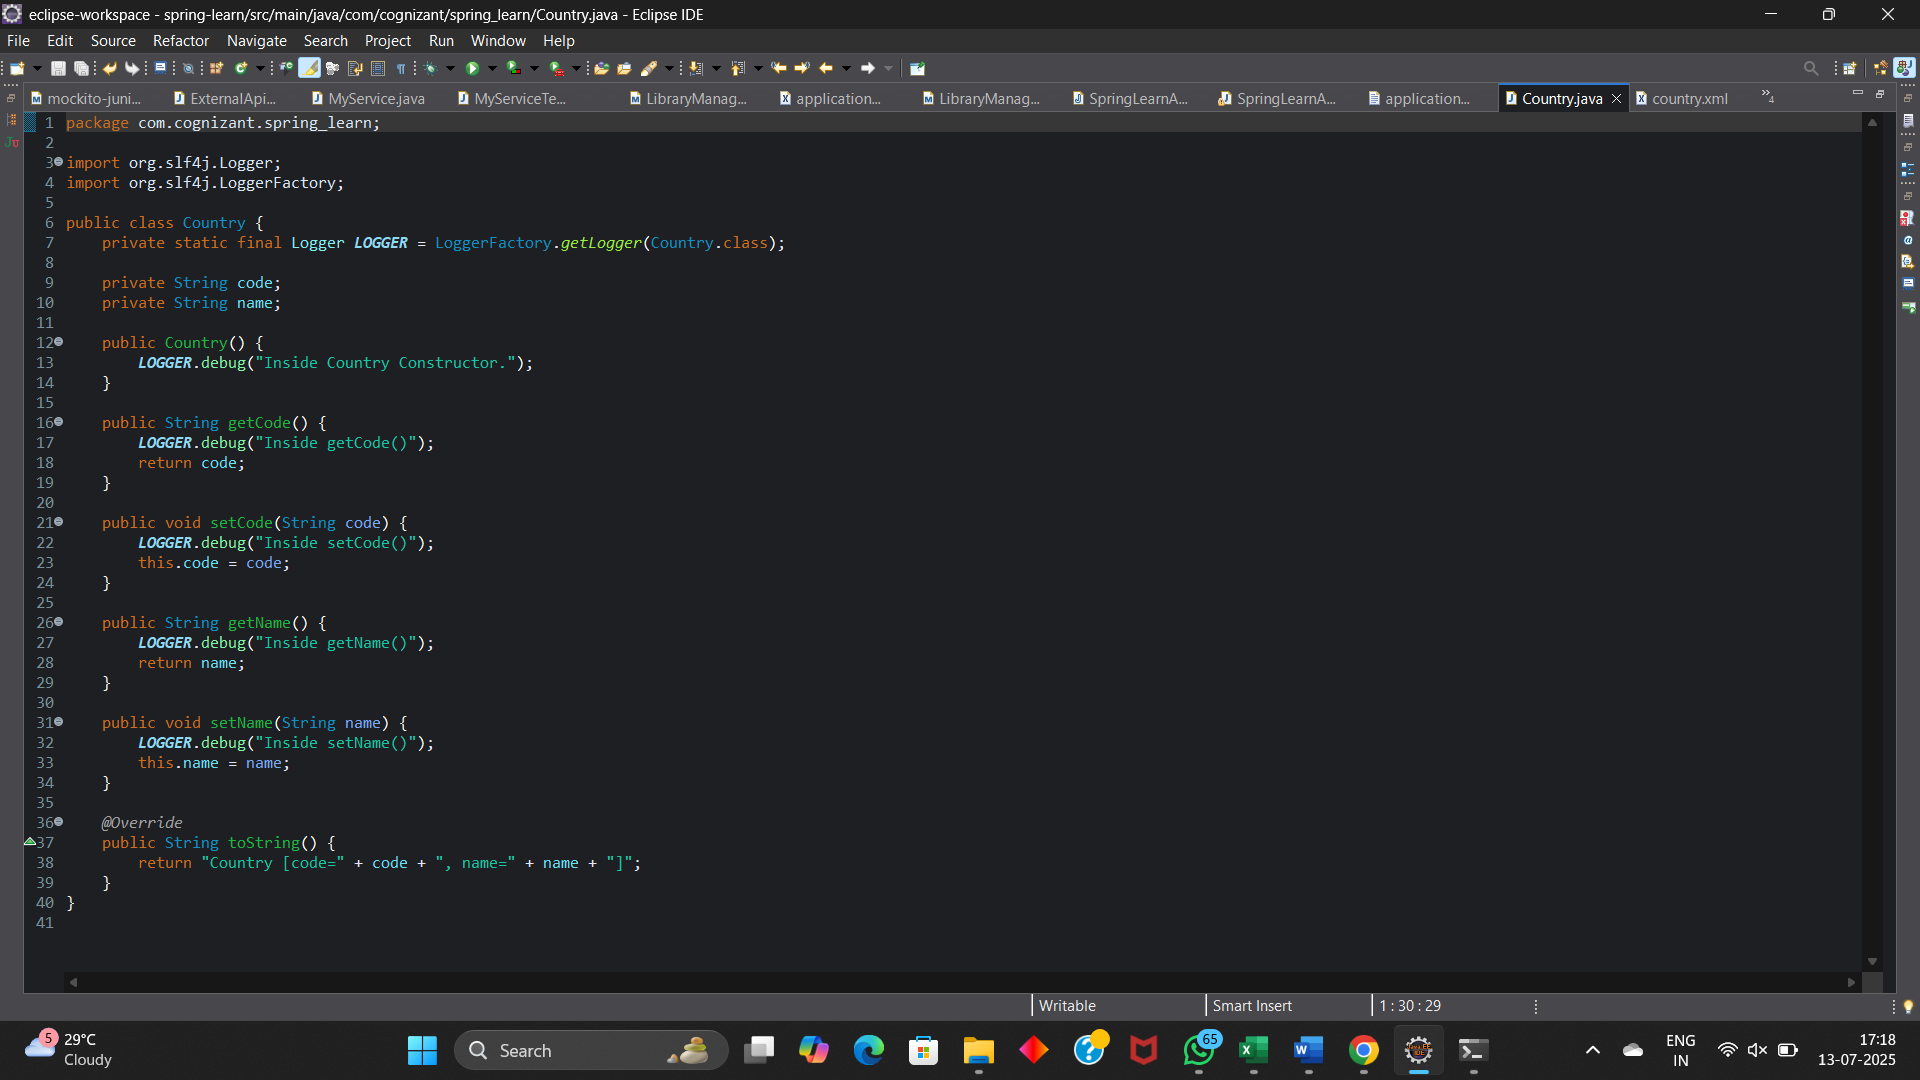 eclipse-workspace - spring-learn/src/main/java/com/cognizant/spring_learn/Country.java - Eclipse IDE
File Edit Source Refactor Navigate Search Project Run Window Help
mockito-juni... ExternalApi... MyService.java MyServiceTe... LibraryManag... application... LibraryManag... SpringLearnA... SpringLearnA... application... Country.java country.xml »4
1 package com.cognizant.spring_learn;
2
3 import org.slf4j.Logger;
4 import org.slf4j.LoggerFactory;
5
6 public class Country {
7 private static final Logger LOGGER = LoggerFactory.getLogger(Country.class);
8
9 private String code;
10 private String name;
11
12 public Country() {
13 LOGGER.debug("Inside Country Constructor.");
14 }
15
16 public String getCode() {
17 LOGGER.debug("Inside getCode()");
18 return code;
19 }
20
21 public void setCode(String code) {
22 LOGGER.debug("Inside setCode()");
23 this.code = code;
24 }
25
26 public String getName() {
27 LOGGER.debug("Inside getName()");
28 return name;
29 }
30
31 public void setName(String name) {
32 LOGGER.debug("Inside setName()");
33 this.name = name;
34 }
35
36 @Override
37 public String toString() {
38 return "Country [code=" + code + ", name=" + name + "]";
39 }
40 }
41
Writable Smart Insert 1 : 30 : 29
5 29°C
Cloudy
Search
65
ENG
IN
17:18
13-07-2025